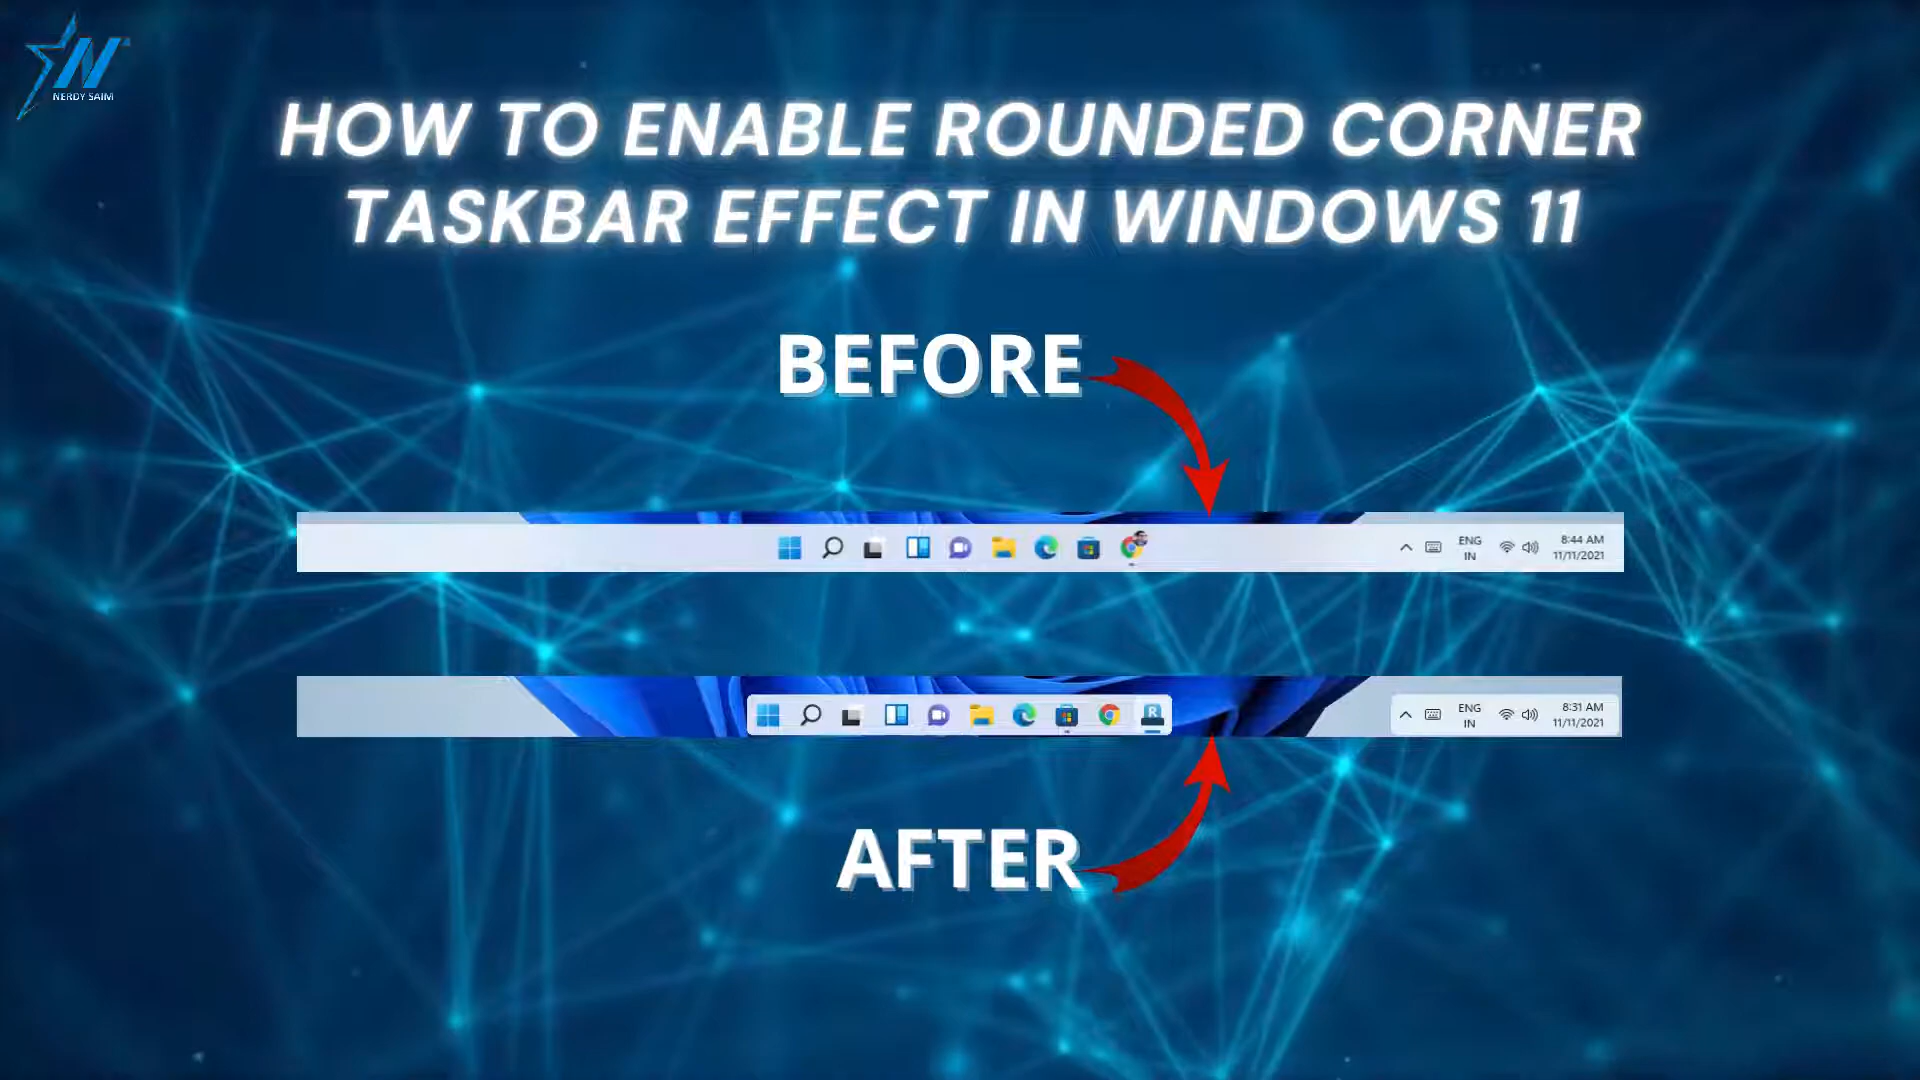 N
NERDY SAIM
HOW TO ENABLE ROUNDED CORNER
TASKBAR EFFECT IN WINDOWS 11
BEFORE
ENG
IN
8:44 AM
11/11/2021
R
ENG
IN
8:31 AM
11/11/2021
AFTER